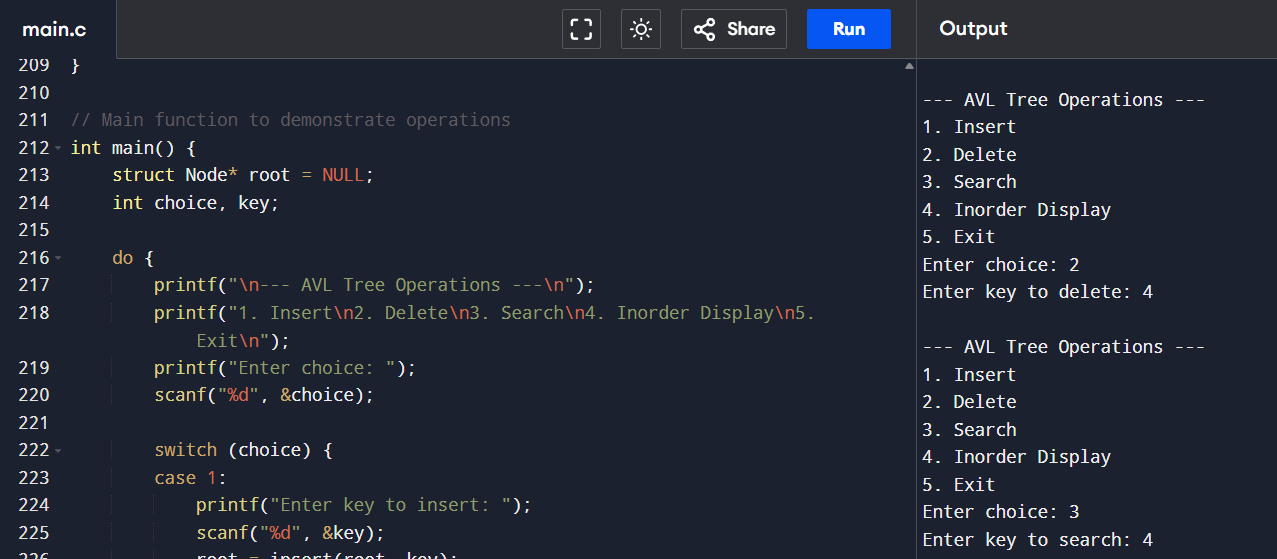 main.c
Share
Run
Output
209 }
210
211 // Main function to demonstrate operations
212 int main() {
213 struct Node* root = NULL;
214 int choice, key;
215
216 do {
217 printf("\n--- AVL Tree Operations ---\n");
218 printf("1. Insert\n2. Delete\n3. Search\n4. Inorder Display\n5.
Exit\n");
219 printf("Enter choice: ");
220 scanf("%d", &choice);
221
222 switch (choice) {
223 case 1:
224 printf("Enter key to insert: ");
225 scanf("%d", &key);
226 root = insert(root, key);
--- AVL Tree Operations ---
1. Insert
2. Delete
3. Search
4. Inorder Display
5. Exit
Enter choice: 2
Enter key to delete: 4
--- AVL Tree Operations ---
1. Insert
2. Delete
3. Search
4. Inorder Display
5. Exit
Enter choice: 3
Enter key to search: 4